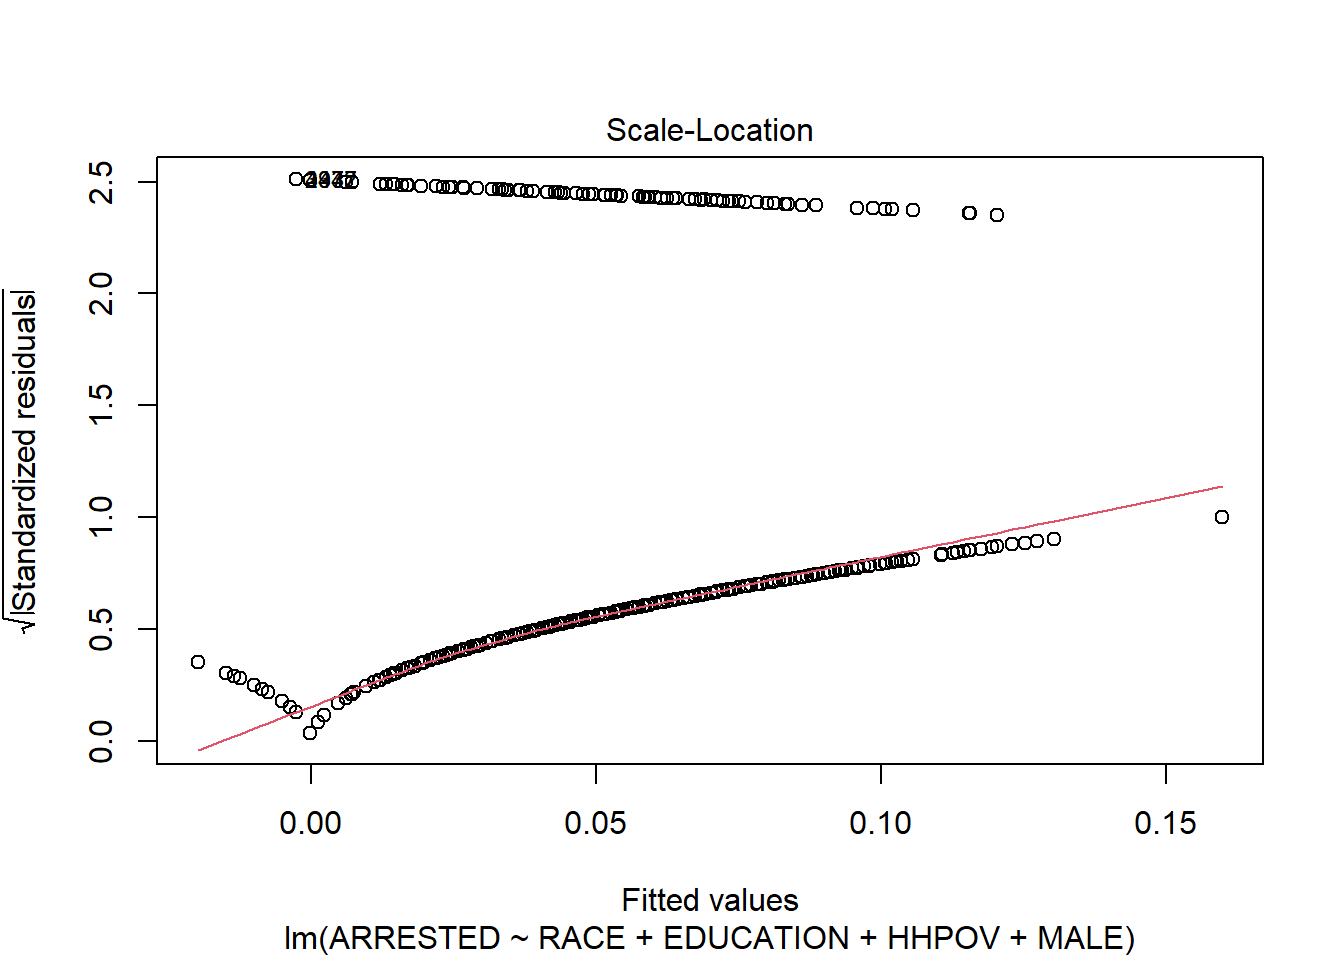 Scale-Location
2.5
2.0
1.5
1.0
0.5
0.0
√|Standardized residuals|
0.00 0.05 0.10 0.15
Fitted values
lm(ARRESTED ~ RACE + EDUCATION + HHPOV + MALE)